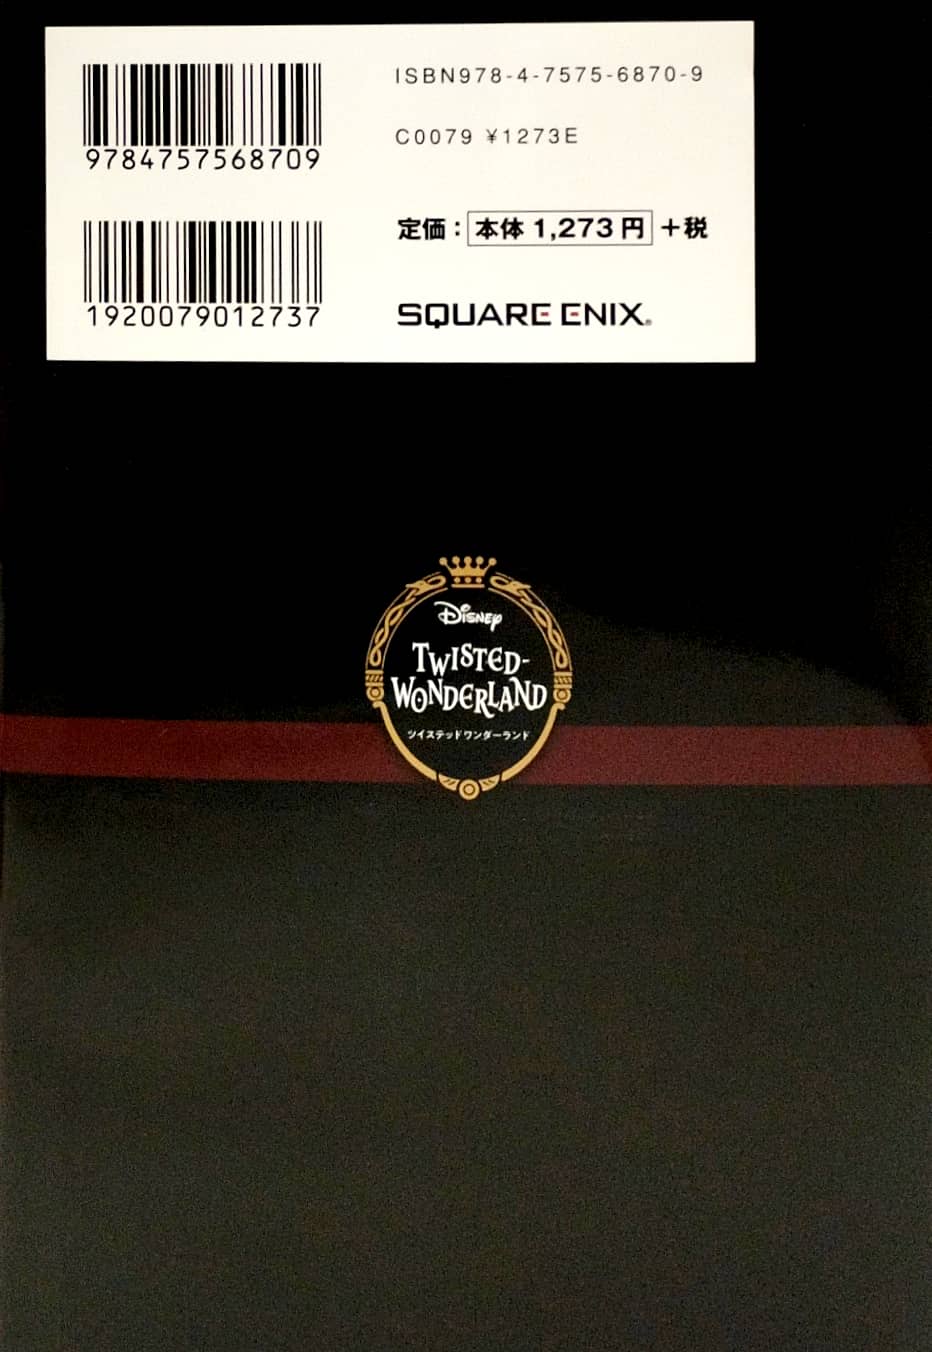 ISBN978-4-7575-6870-9
9784757568709
C0079 ¥1273E
定価：本体 1,273 円＋税
1920079012737
SQUARE ENIX®
Disney
TWISTED-
WONDERLAND
ツイステッドワンダーランド